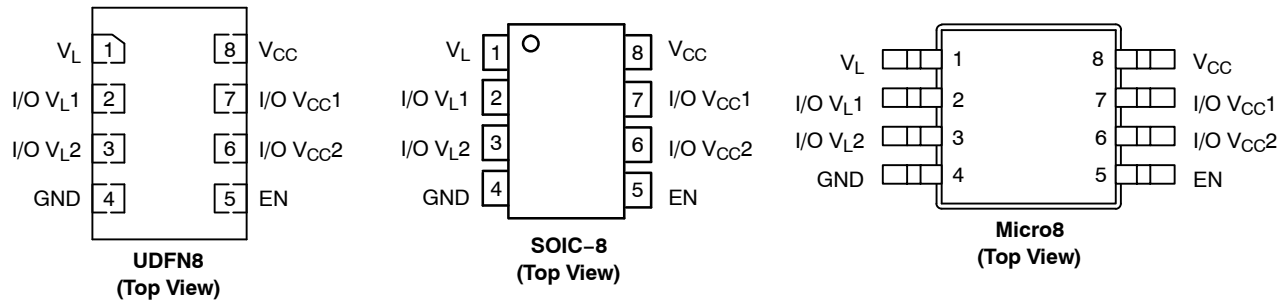 VL 1 8 VCC
I/O VL1 2 7 I/O VCC1
I/O VL2 3 6 I/O VCC2
GND 4 5 EN
UDFN8
(Top View)
VL 1 8 VCC
I/O VL1 2 7 I/O VCC1
I/O VL2 3 6 I/O VCC2
GND 4 5 EN
SOIC−8
(Top View)
VL 1 8 VCC
I/O VL1 2 7 I/O VCC1
I/O VL2 3 6 I/O VCC2
GND 4 5 EN
Micro8
(Top View)